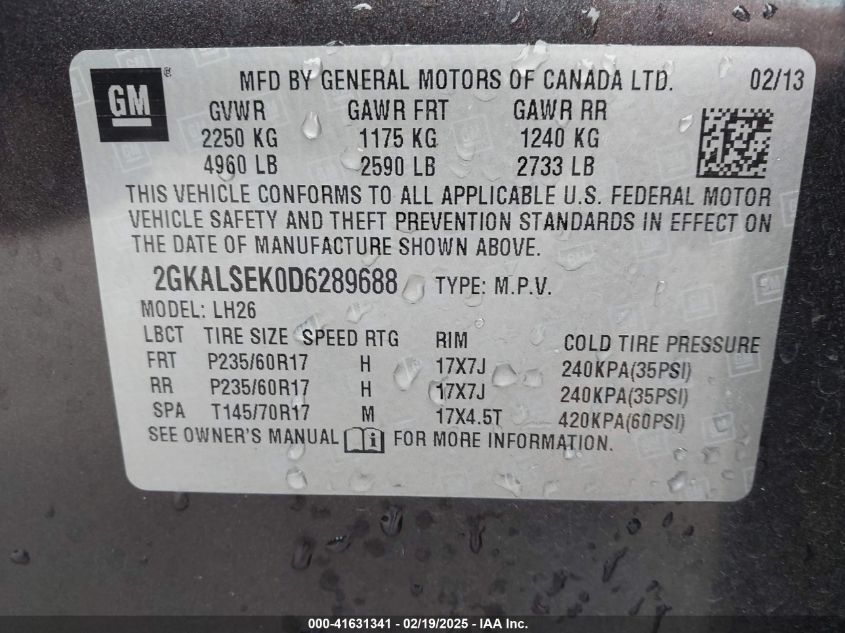 GM ® MFD BY GENERAL MOTORS OF CANADA LTD. 02/13
GVWR GAWR FRT GAWR RR
2250 KG 1175 KG 1240 KG
4960 LB 2590 LB 2733 LB
THIS VEHICLE CONFORMS TO ALL APPLICABLE U.S. FEDERAL MOTOR
VEHICLE SAFETY AND THEFT PREVENTION STANDARDS IN EFFECT ON
THE DATE OF MANUFACTURE SHOWN ABOVE.
2GKALSEK0D6289688 TYPE: M.P.V.
MODEL: LH26
LBCT TIRE SIZE SPEED RTG RIM COLD TIRE PRESSURE
FRT P235/60R17 H 17X7J 240KPA(35PSI)
RR P235/60R17 H 17X7J 240KPA(35PSI)
SPA T145/70R17 M 17X4.5T 420KPA(60PSI)
SEE OWNER'S MANUAL i FOR MORE INFORMATION.
000-41631341 - 02/19/2025 - IAA Inc.